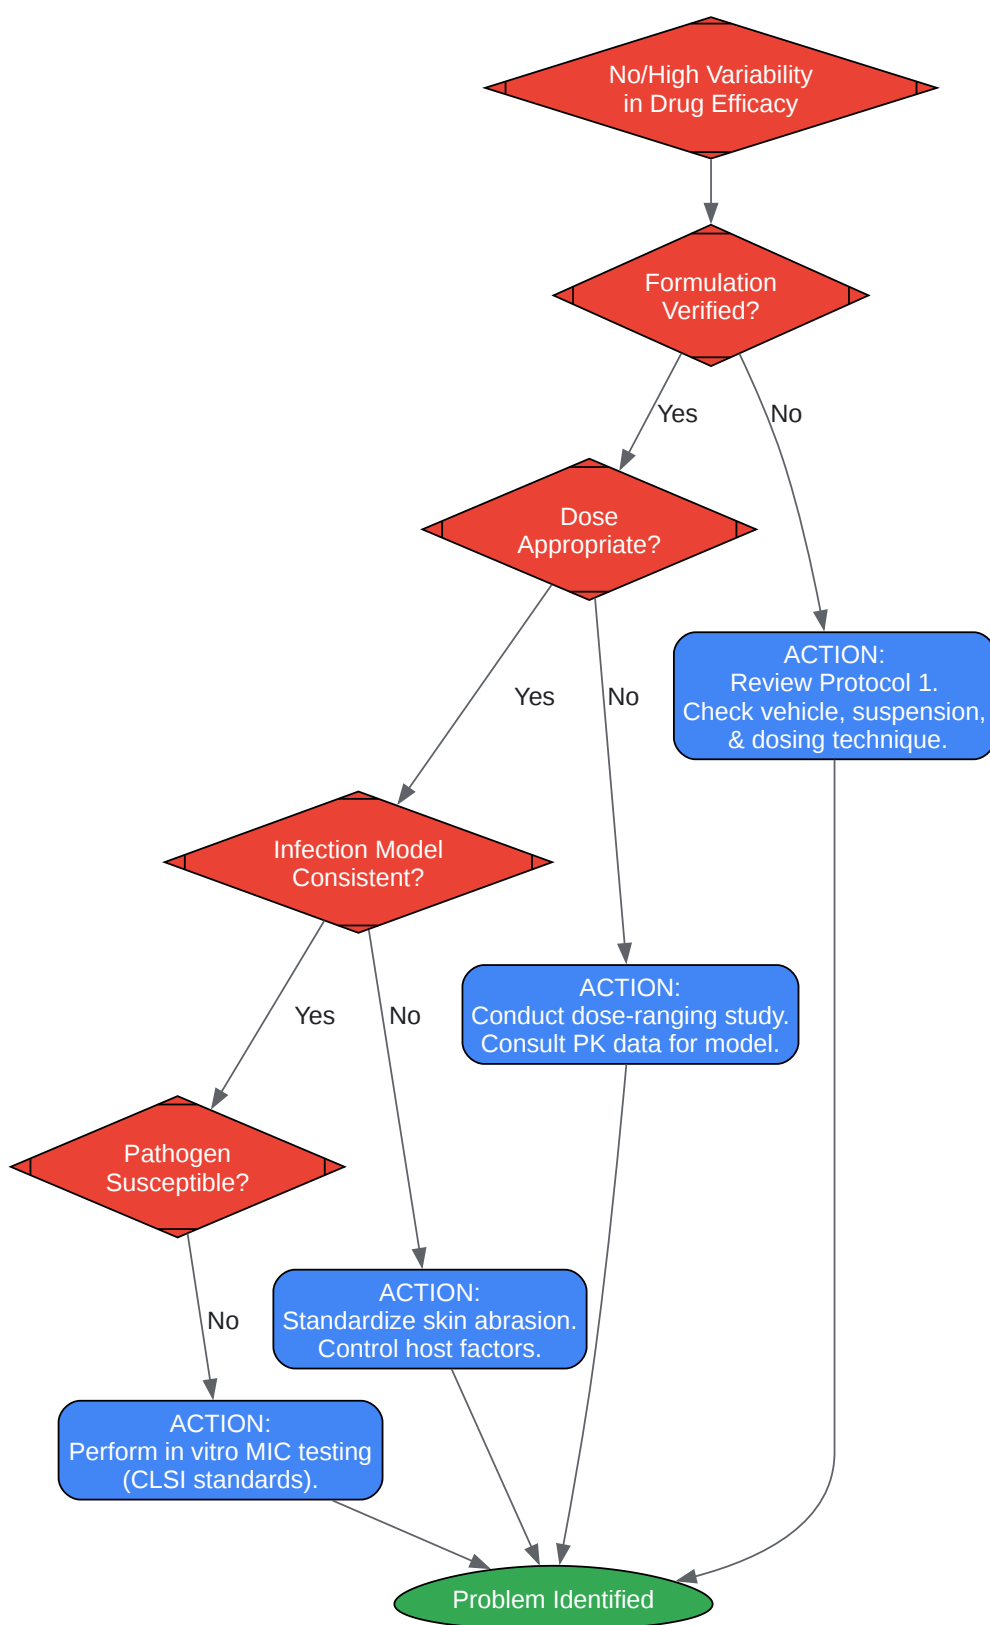 No/High Variability
in Drug Efficacy
Formulation
Verified?
Yes
No
Dose
Appropriate?
ACTION:
Review Protocol 1.
Check vehicle, suspension,
& dosing technique.
Yes
No
Infection Model
Consistent?
ACTION:
Conduct dose-ranging study.
Consult PK data for model.
Yes
No
Pathogen
Susceptible?
ACTION:
Standardize skin abrasion.
Control host factors.
No
ACTION:
Perform in vitro MIC testing
(CLSI standards).
Problem Identified